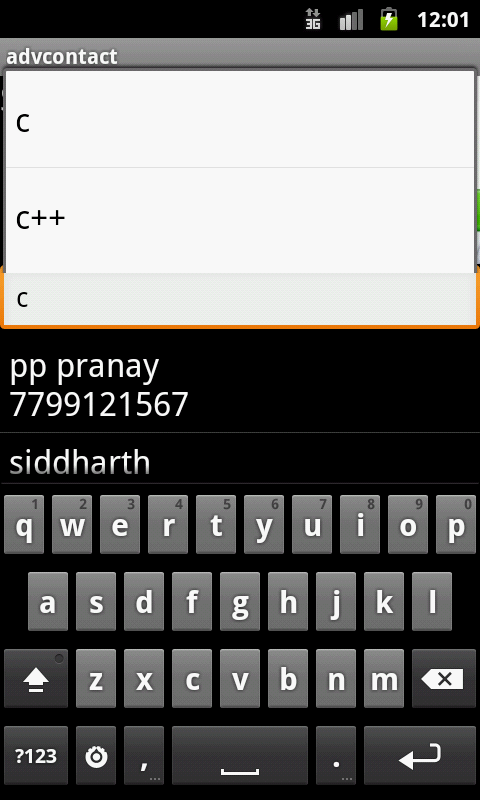 3G 12:01
advcontact
c
c++
c
pp pranay
7799121567
siddharth
1 2 3 4 5 6 7 8 9 0
q w e r t y u i o p
a s d f g h j k l
z x c v b n m
?123 , ... . ...